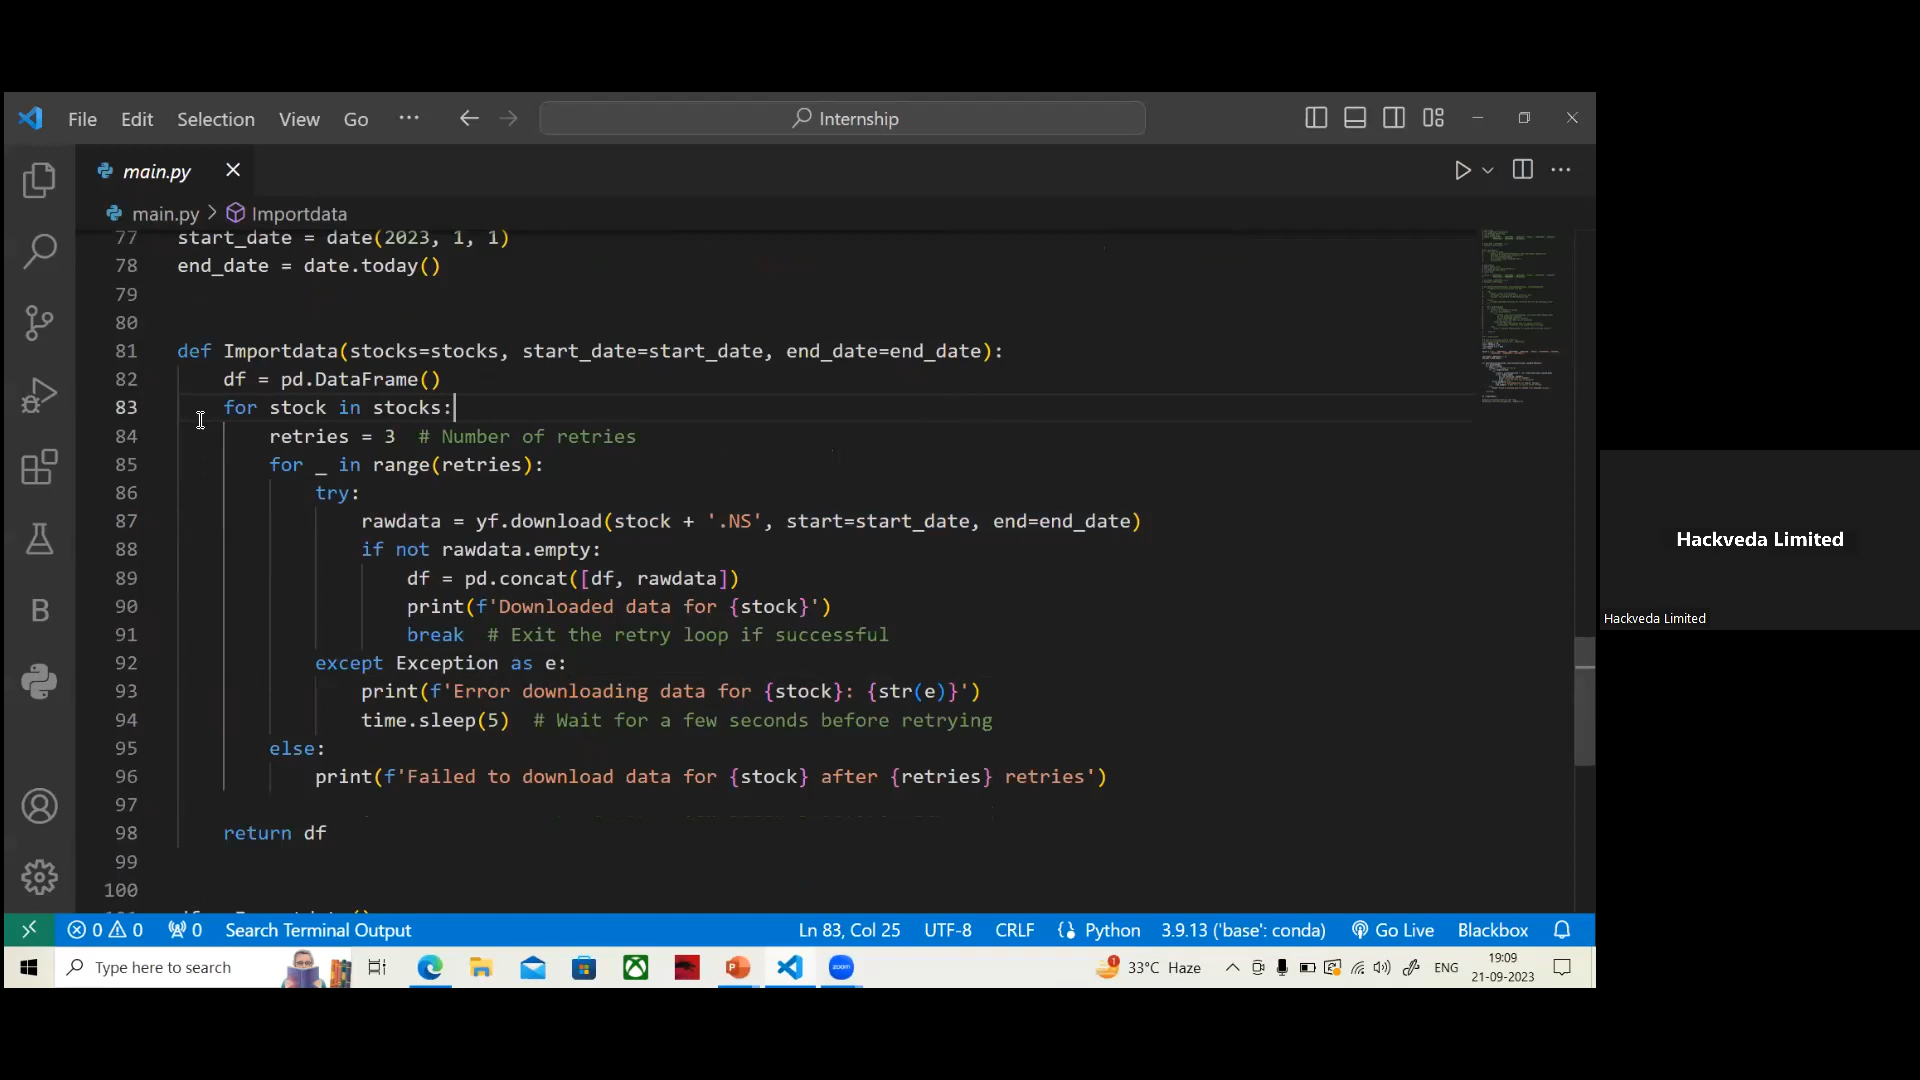 File Edit Selection View Go ··· Internship
main.py
main.py > Importdata
77 start_date = date(2023, 1, 1)
78 end_date = date.today()
79
80
81 def Importdata(stocks=stocks, start_date=start_date, end_date=end_date):
82 df = pd.DataFrame()
83 for stock in stocks:
84 retries = 3 # Number of retries
85 for _ in range(retries):
86 try:
87 rawdata = yf.download(stock + '.NS', start=start_date, end=end_date)
88 if not rawdata.empty:
89 df = pd.concat([df, rawdata])
90 print(f'Downloaded data for {stock}')
91 break # Exit the retry loop if successful
92 except Exception as e:
93 print(f'Error downloading data for {stock}: {str(e)}')
94 time.sleep(5) # Wait for a few seconds before retrying
95 else:
96 print(f'Failed to download data for {stock} after {retries} retries')
97
98 return df
99
100
0 0 0 Search Terminal Output Ln 83, Col 25 UTF-8 CRLF Python 3.9.13 ('base': conda) Go Live Blackbox
Type here to search 1 33°C Haze ENG 19:09
21-09-2023
Hackveda Limited
Hackveda Limited